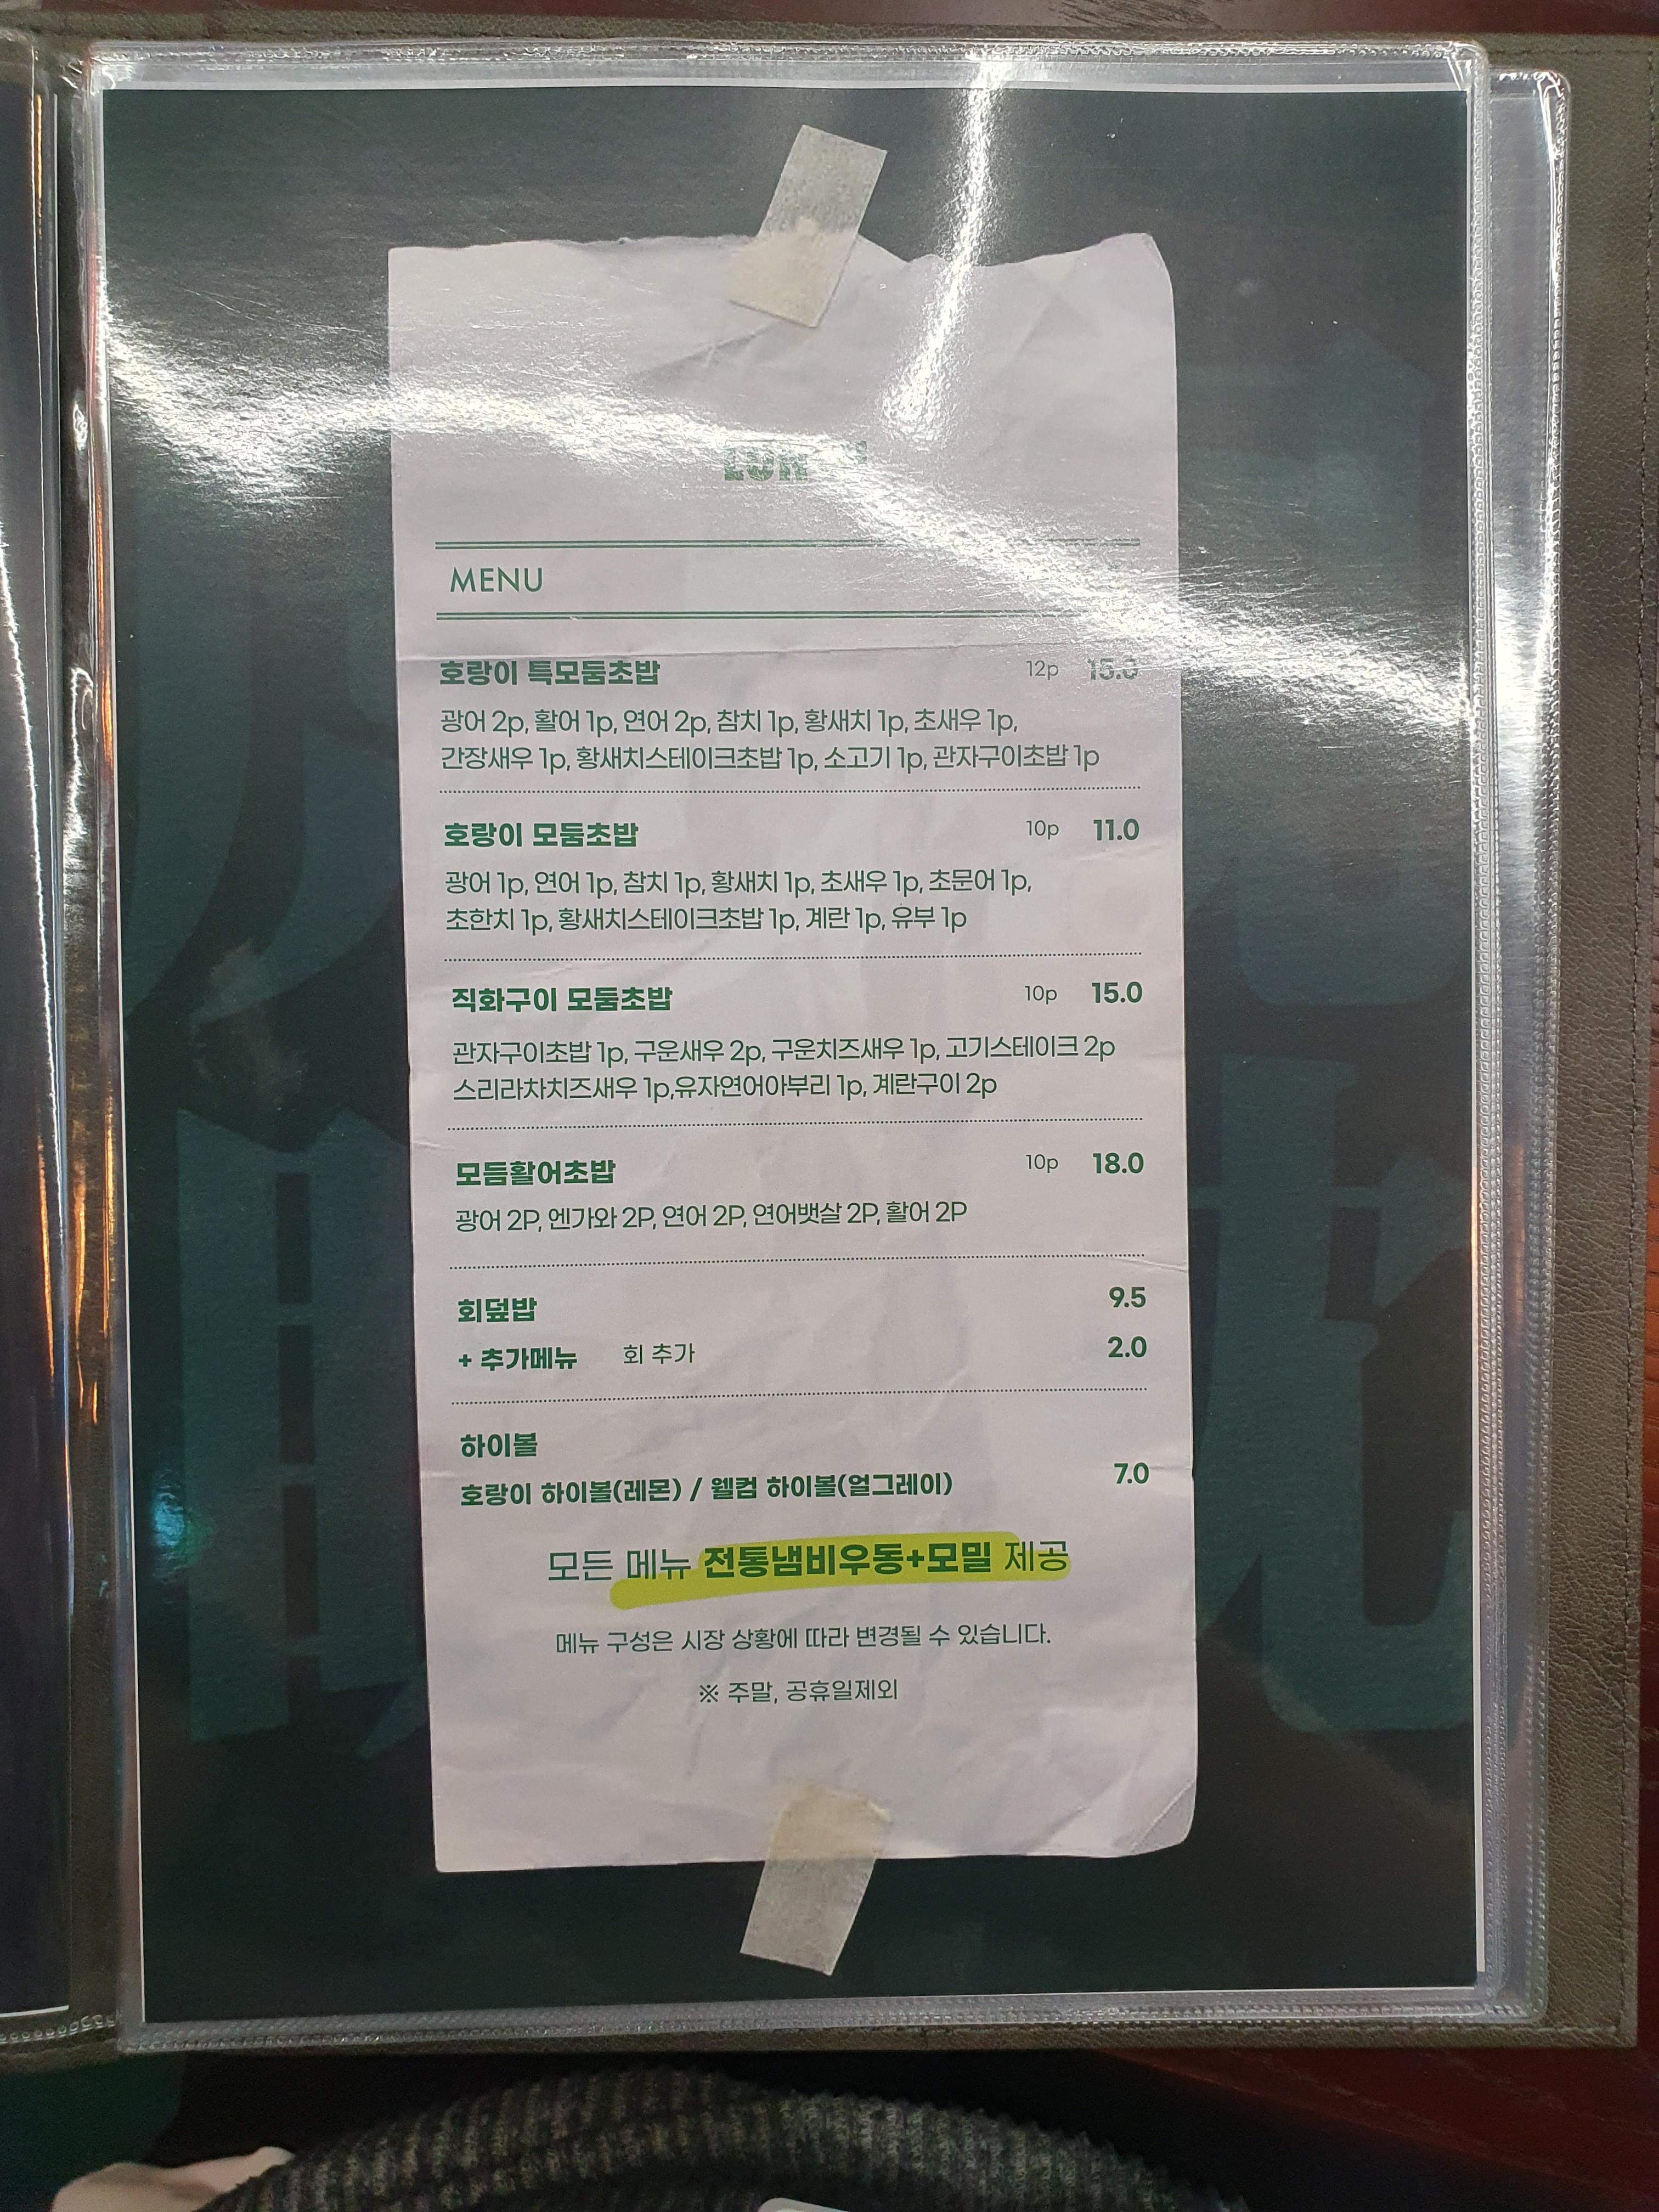 MENU
호랑이 특모둠초밥 12p 15.0
광어 2p, 활어 1p, 연어 2p, 참치 1p, 황새치 1p, 초새우 1p,
간장새우 1p, 황새치스테이크초밥 1p, 소고기 1p, 관자구이초밥 1p
호랑이 모둠초밥 10p 11.0
광어 1p, 연어 1p, 참치 1p, 황새치 1p, 초새우 1p, 초문어 1p,
초한치 1p, 황새치스테이크초밥 1p, 계란 1p, 유부 1p
직화구이 모둠초밥 10p 15.0
관자구이초밥 1p, 구운새우 2p, 구운치즈새우 1p, 고기스테이크 2p
스리라차치즈새우 1p,유자연어아부리 1p, 계란구이 2p
모듬활어초밥 10p 18.0
광어 2P, 엔가와 2P, 연어 2P, 연어뱃살 2P, 활어 2P
회덮밥 9.5
+ 추가메뉴 회 추가 2.0
하이볼
호랑이 하이볼(레몬) / 웰컴 하이볼(얼그레이) 7.0
모든 메뉴 전통냄비우동+모밀 제공
메뉴 구성은 시장 상황에 따라 변경될 수 있습니다.
※ 주말, 공휴일제외